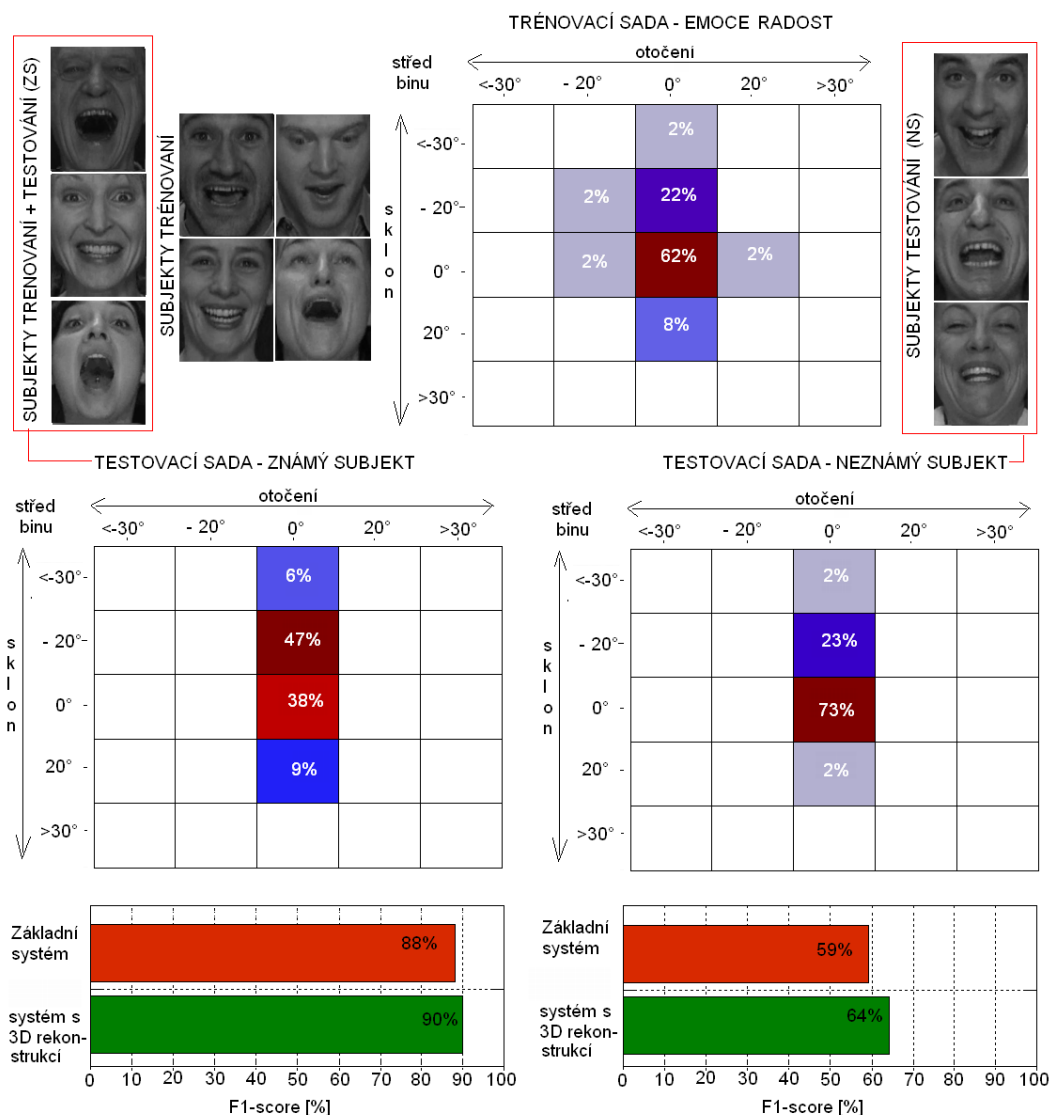 TRÉNOVACÍ SADA - EMOCE RADOST
otočení
střed
binu
<-30° - 20° 0° 20° >30°
sklon
<-30° -
- 20° -
0° -
20° -
>30° -
2%
2% 22%
2% 62% 2%
8%
SUBJEKTY TRENOVANÍ + TESTOVÁNÍ (ZS)
SUBJEKTY TRÉNOVANÍ
SUBJEKTY TESTOVÁNÍ (NS)
TESTOVACÍ SADA - ZNÁMÝ SUBJEKT
otočení
střed
binu
<-30° - 20° 0° 20° >30°
sklon
<-30° - 6%
- 20° - 47%
0° - 38%
20° - 9%
>30° -
TESTOVACÍ SADA - NEZNÁMÝ SUBJEKT
otočení
střed
binu
<-30° - 20° 0° 20° >30°
sklon
<-30° - 2%
- 20° - 23%
0° - 73%
20° - 2%
>30° -
Základní
systém
88%
systém s
3D rekon-
strukcí
90%
0 10 20 30 40 50 60 70 80 90 100
F1-score [%]
Základní
systém
59%
systém s
3D rekon-
strukcí
64%
0 10 20 30 40 50 60 70 80 90 100
F1-score [%]